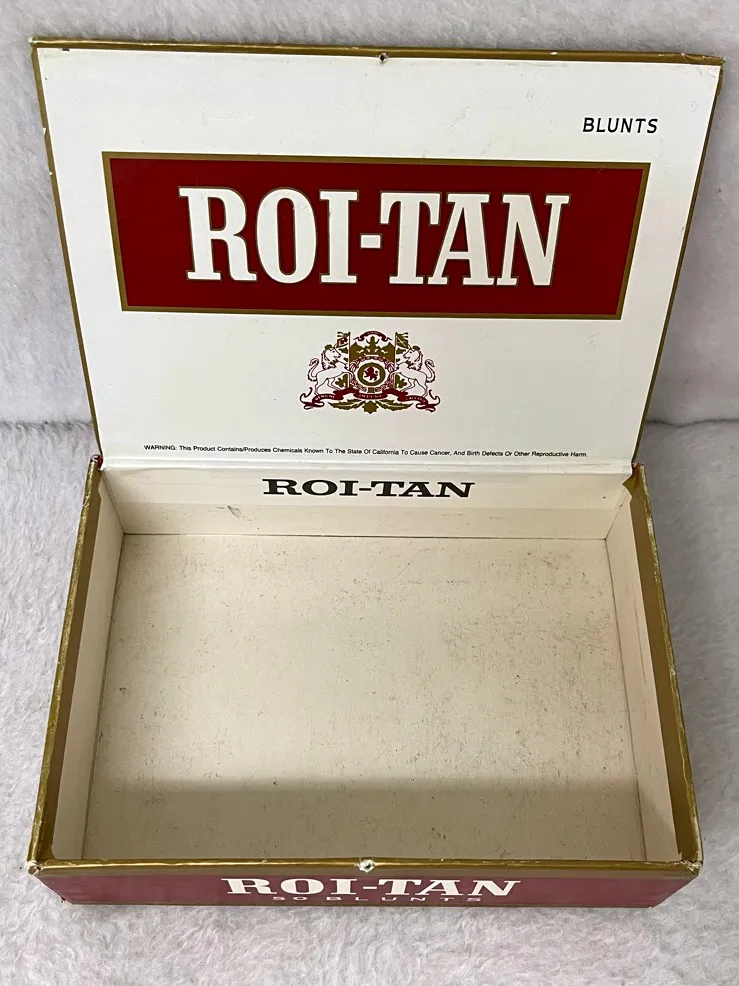 BLUNTS
ROI-TAN
WARNING: This Product Contains/Produces Chemicals Known To The State Of California To Cause Cancer, And Birth Defects Or Other Reproductive Harm.
ROI-TAN
ROI-TAN
50 BLUNTS